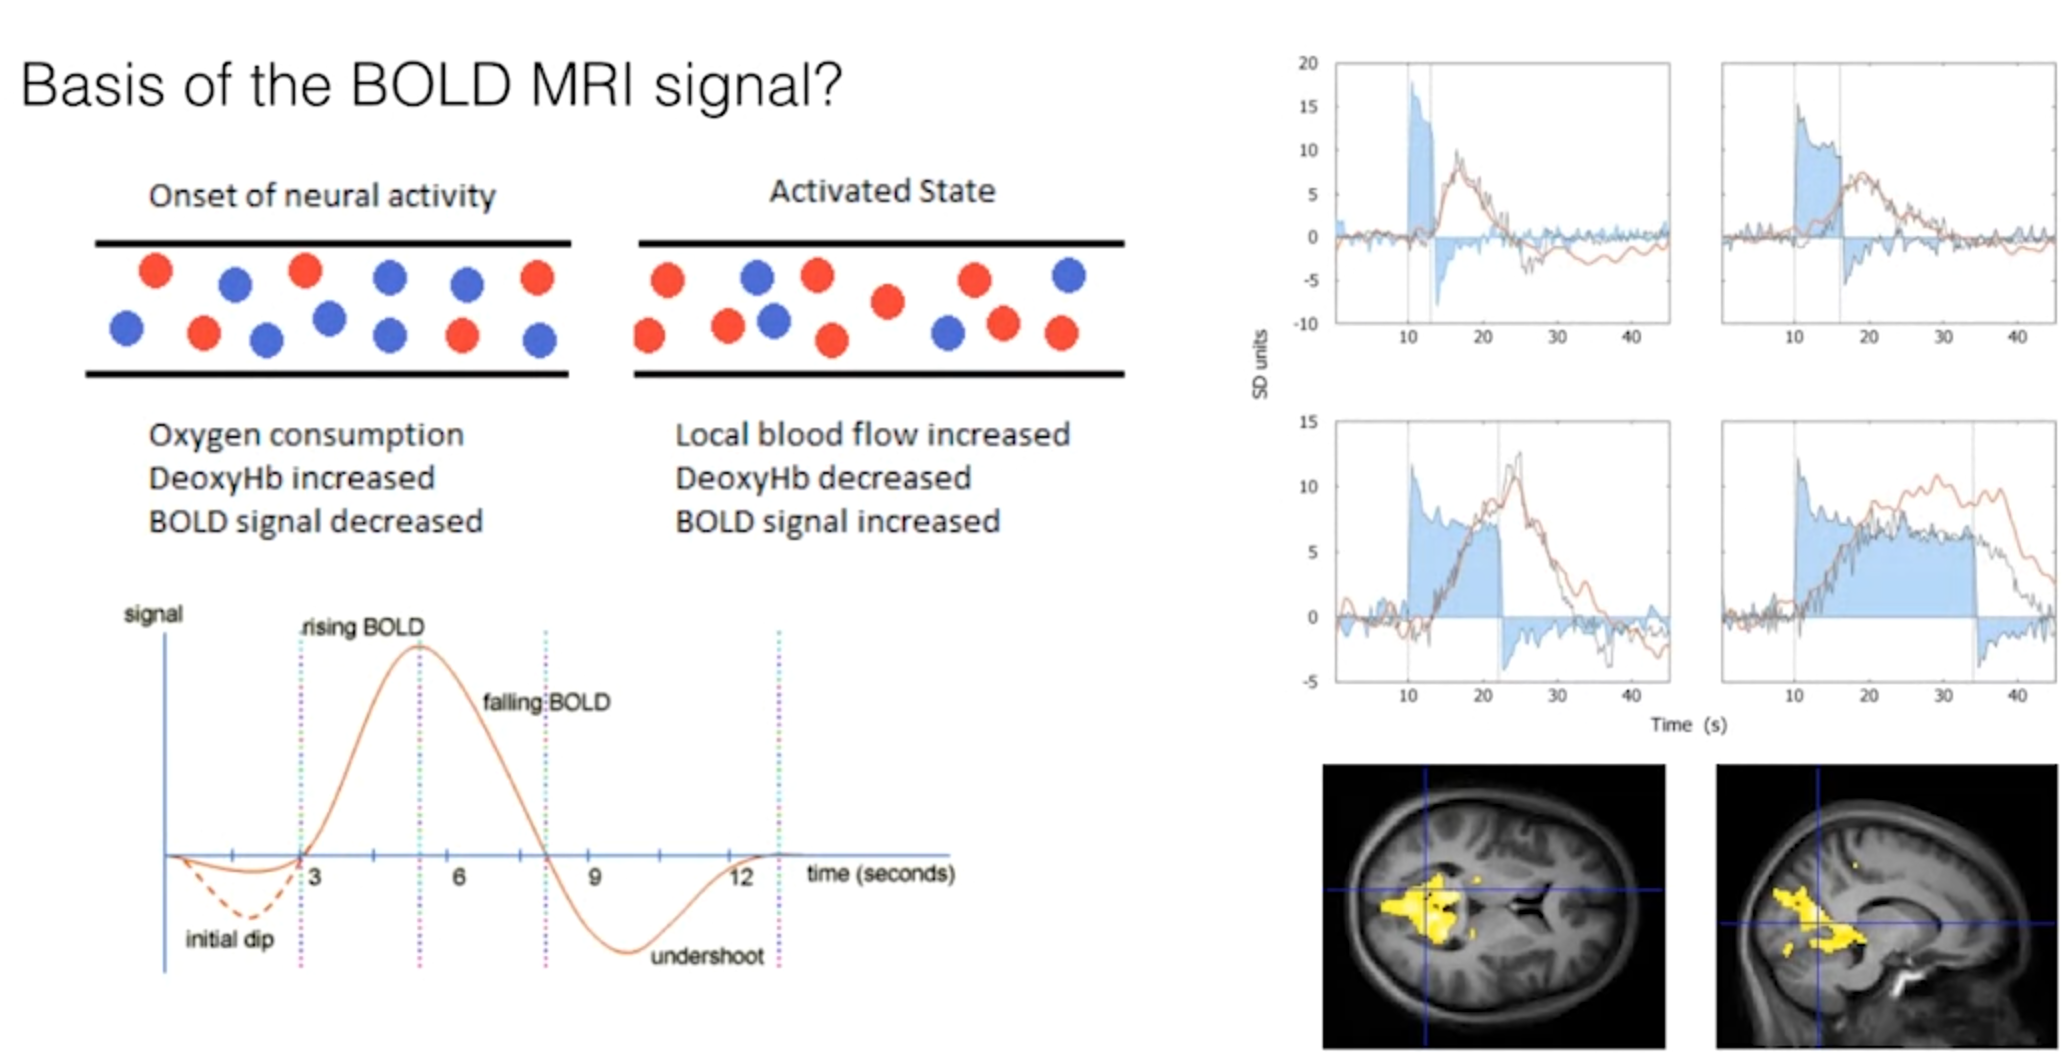 Basis of the BOLD MRI signal?
Onset of neural activity
Activated State
Oxygen consumption
DeoxyHb increased
BOLD signal decreased
Local blood flow increased
DeoxyHb decreased
BOLD signal increased
signal
rising BOLD
falling BOLD
3
6
9
12
time (seconds)
initial dip
undershoot
20
15
10
5
0
-5
-10
10 20 30 40
10 20 30 40
SD units
15
10
5
0
-5
10 20 30 40
10 20 30 40
Time (s)